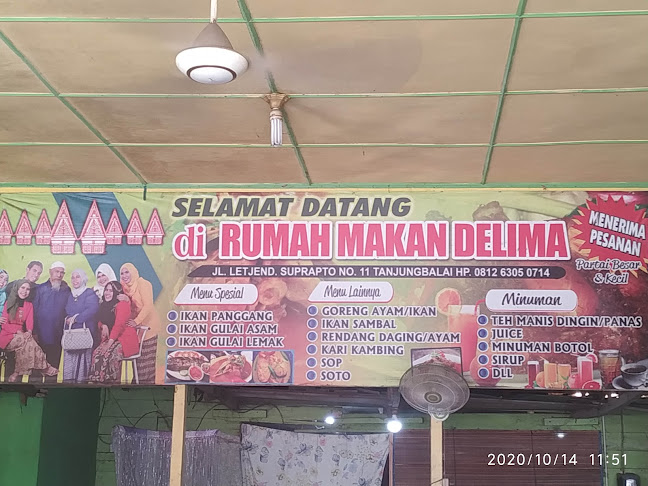 SELAMAT DATANG
di RUMAH MAKAN DELIMA
JL. LETJEND. SUPRAPTO NO. 11 TANJUNGBALAI HP. 0812 6305 0714
MENERIMA
PESANAN
Partai Besar
& Kecil
Menu Spesial
IKAN PANGGANG
IKAN GULAI ASAM
IKAN GULAI LEMAK
Menu Lainnya
GORENG AYAM/IKAN
IKAN SAMBAL
RENDANG DAGING/AYAM
KARI KAMBING
SOP
SOTO
Minuman
TEH MANIS DINGIN/PANAS
JUICE
MINUMAN BOTOL
SIRUP
DLL
2020/10/14 11:51